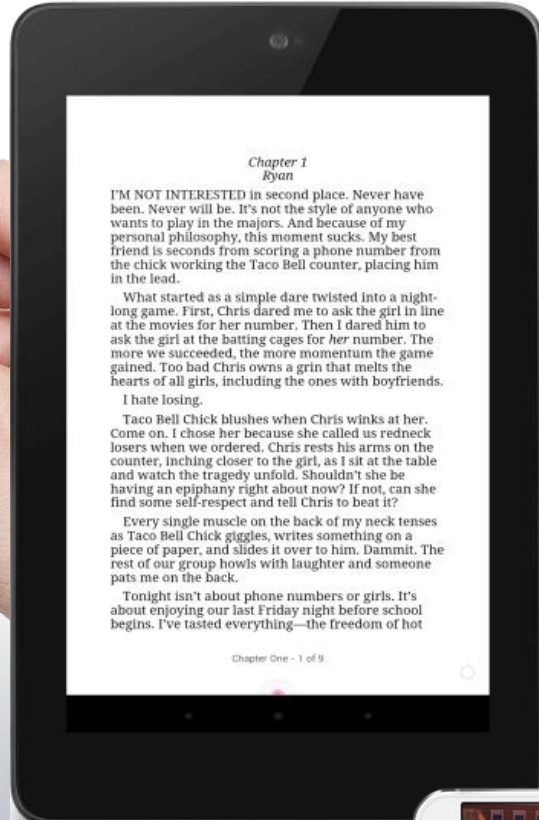 Chapter 1
Ryan
I'M NOT INTERESTED in second place. Never have
been. Never will be. It's not the style of anyone who
wants to play in the majors. And because of my
personal philosophy, this moment sucks. My best
friend is seconds from scoring a phone number from
the chick working the Taco Bell counter, placing him
in the lead.
What started as a simple dare twisted into a night-
long game. First, Chris dared me to ask the girl in line
at the movies for her number. Then I dared him to
ask the girl at the batting cages for her number. The
more we succeeded, the more momentum the game
gained. Too bad Chris owns a grin that melts the
hearts of all girls, including the ones with boyfriends.
I hate losing.
Taco Bell Chick blushes when Chris winks at her.
Come on. I chose her because she called us redneck
losers when we ordered. Chris rests his arms on the
counter, inching closer to the girl, as I sit at the table
and watch the tragedy unfold. Shouldn't she be
having an epiphany right about now? If not, can she
find some self-respect and tell Chris to beat it?
Every single muscle on the back of my neck tenses
as Taco Bell Chick giggles, writes something on a
piece of paper, and slides it over to him. Dammit. The
rest of our group howls with laughter and someone
pats me on the back.
Tonight isn't about phone numbers or girls. It's
about enjoying our last Friday night before school
begins. I've tasted everything—the freedom of hot
Chapter One - 1 of 9